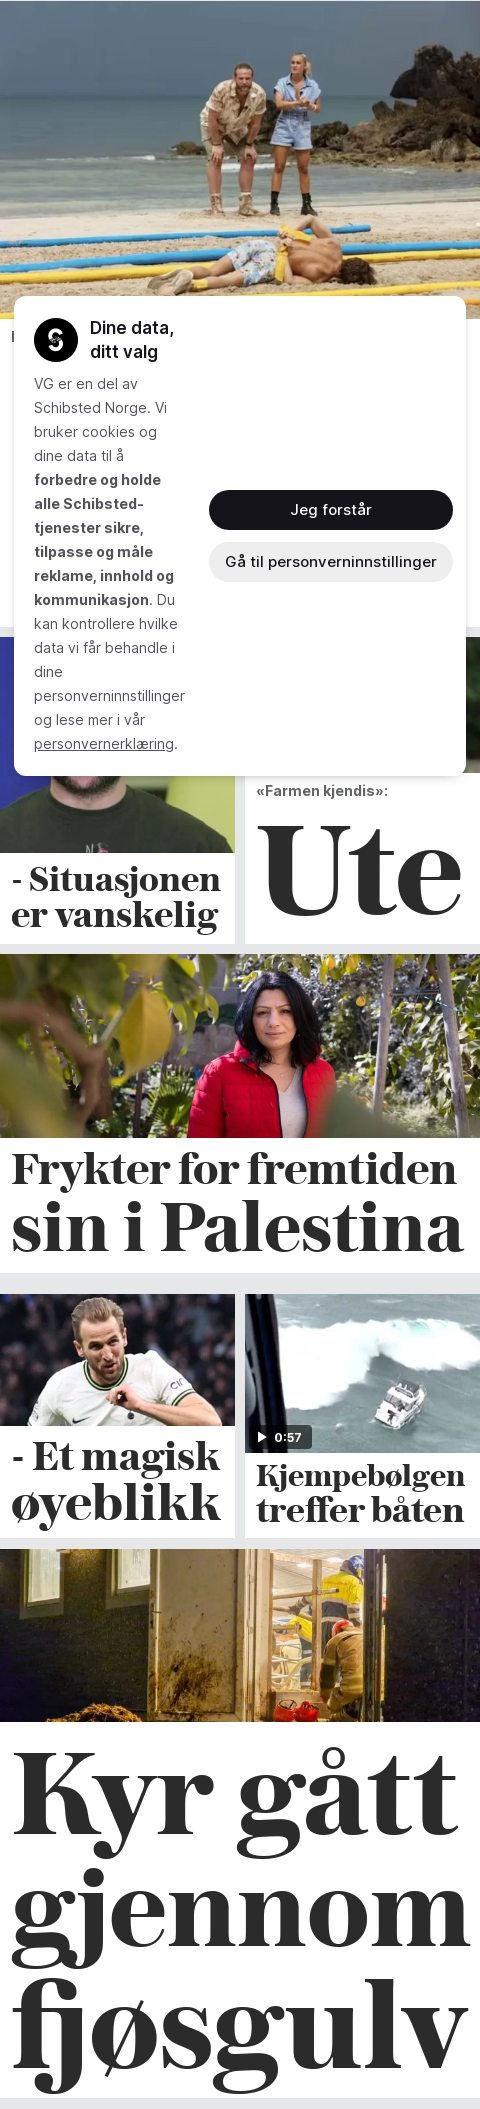 Dine data,
ditt valg
VG er en del av
Schibsted Norge. Vi
bruker cookies og
dine data til å
forbedre og holde
alle Schibsted-
tjenester sikre,
tilpasse og måle
reklame, innhold og
kommunikasjon. Du
kan kontrollere hvilke
data vi får behandle i
dine
personverninnstillinger
og lese mer i vår
personvernerklæring.
Jeg forstår
Gå til personverninnstillinger
- Situasjonen
er vanskelig
«Farmen kjendis»:
Ute
Frykter for fremtiden
sin i Palestina
- Et magisk
øyeblikk
0:57
Kjempebølgen
treffer båten
Kyr gått
gjennom
fjøsgulv